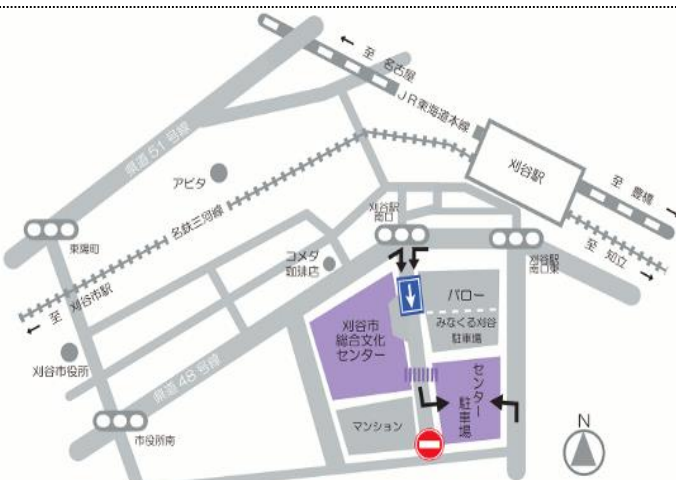 ← 至 名古屋
JR東海道本線
県道51号線
刈谷駅
アピタ
至 豊橋 →
名鉄三河線
刈谷駅
南口
東陽町
刈谷駅
南口東
至 知立 →
コメダ
珈琲店
バロー
← 至 刈谷市駅
みなくる刈谷
駐車場
刈谷市
総合文化
センター
刈谷市役所
県道48号線
センター
駐車場
マンション
市役所南
N